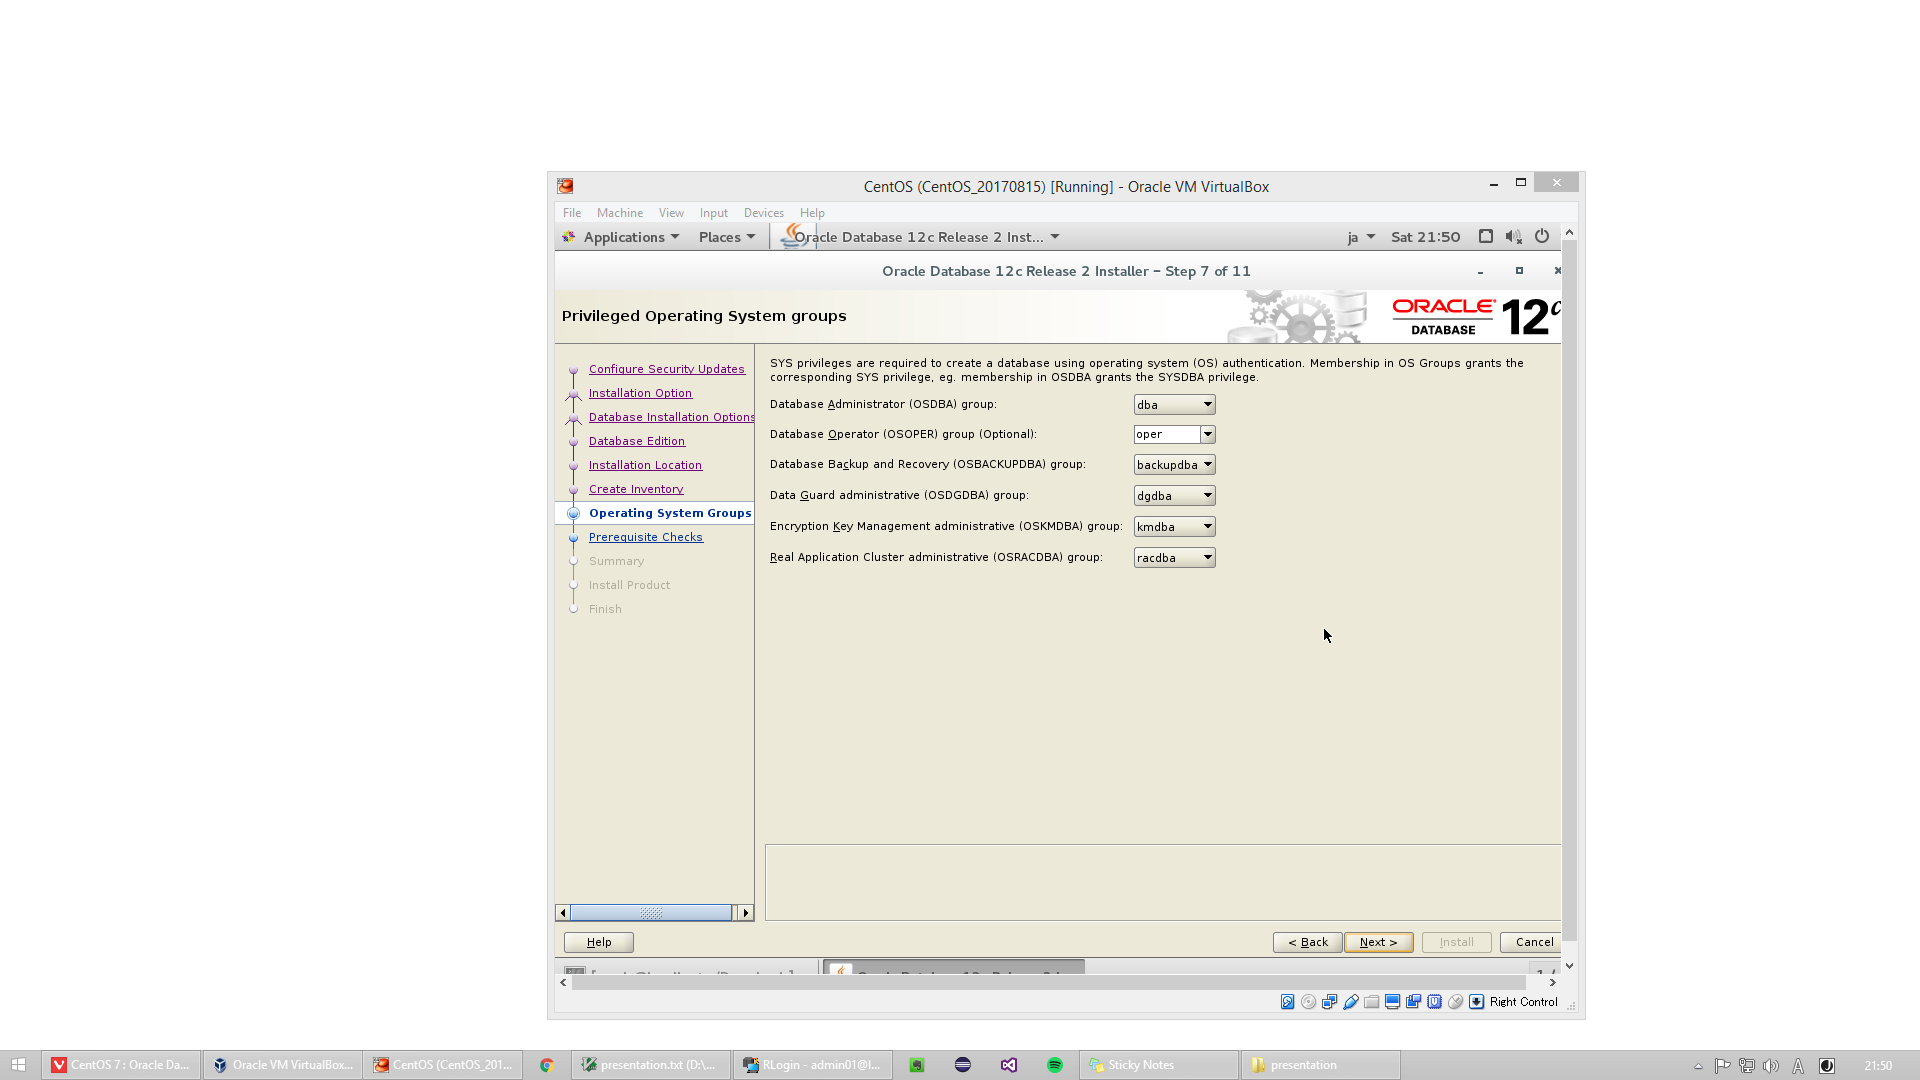 CentOS (CentOS_20170815) [Running] - Oracle VM VirtualBox
File Machine View Input Devices Help
Applications Places Oracle Database 12c Release 2 Inst... ja Sat 21:50
Oracle Database 12c Release 2 Installer – Step 7 of 11
Privileged Operating System groups
ORACLE DATABASE 12c
Configure Security Updates
Installation Option
Database Installation Options
Database Edition
Installation Location
Create Inventory
Operating System Groups
Prerequisite Checks
Summary
Install Product
Finish
SYS privileges are required to create a database using operating system (OS) authentication. Membership in OS Groups grants the
corresponding SYS privilege, eg. membership in OSDBA grants the SYSDBA privilege.
Database Administrator (OSDBA) group: dba
Database Operator (OSOPER) group (Optional): oper
Database Backup and Recovery (OSBACKUPDBA) group: backupdba
Data Guard administrative (OSDGDBA) group: dgdba
Encryption Key Management administrative (OSKMDBA) group: kmdba
Real Application Cluster administrative (OSRACDBA) group: racdba
Help < Back Next > Install Cancel
Right Control
CentOS 7 : Oracle Da... Oracle VM VirtualBox... CentOS (CentOS_201... presentation.txt (D:\... RLogin - admin01@l... Sticky Notes presentation A 21:50